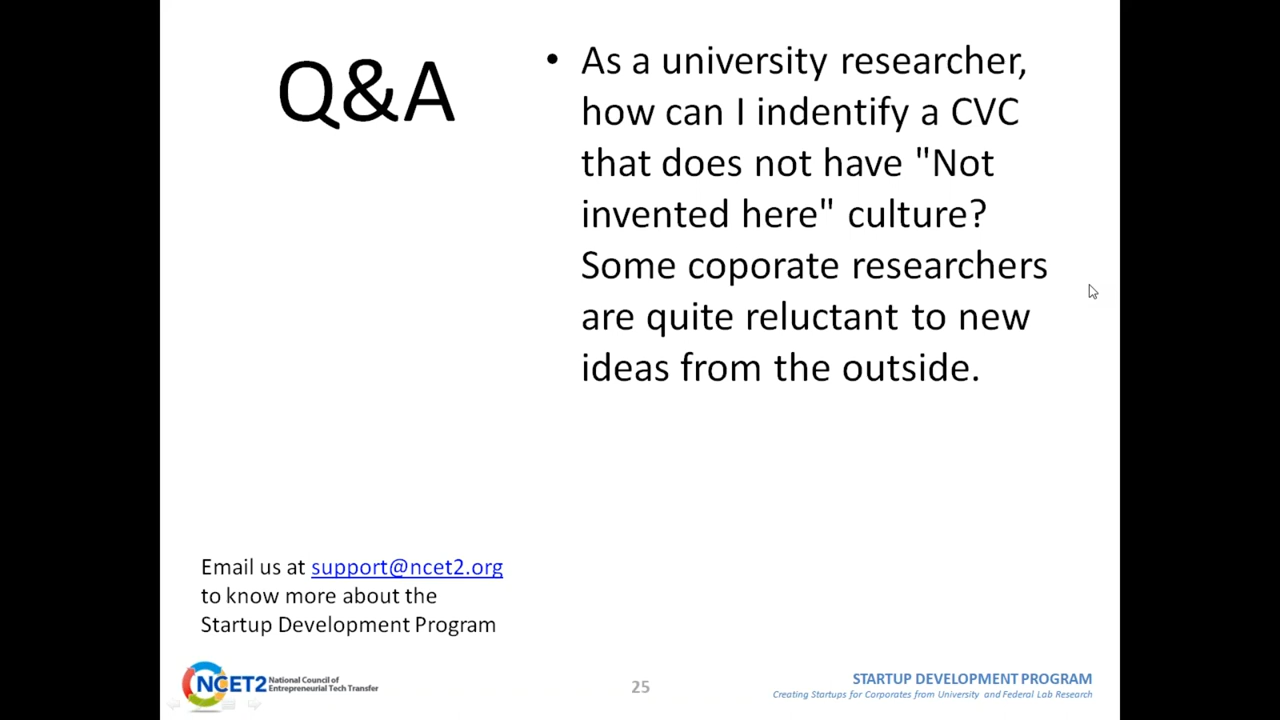 Q&A
• As a university researcher,
how can I indentify a CVC
that does not have "Not
invented here" culture?
Some coporate researchers
are quite reluctant to new
ideas from the outside.
Email us at support@ncet2.org
to know more about the
Startup Development Program
NCET2 National Council of
Entrepreneurial Tech Transfer
25
STARTUP DEVELOPMENT PROGRAM
Creating Startups for Corporates from University and Federal Lab Research